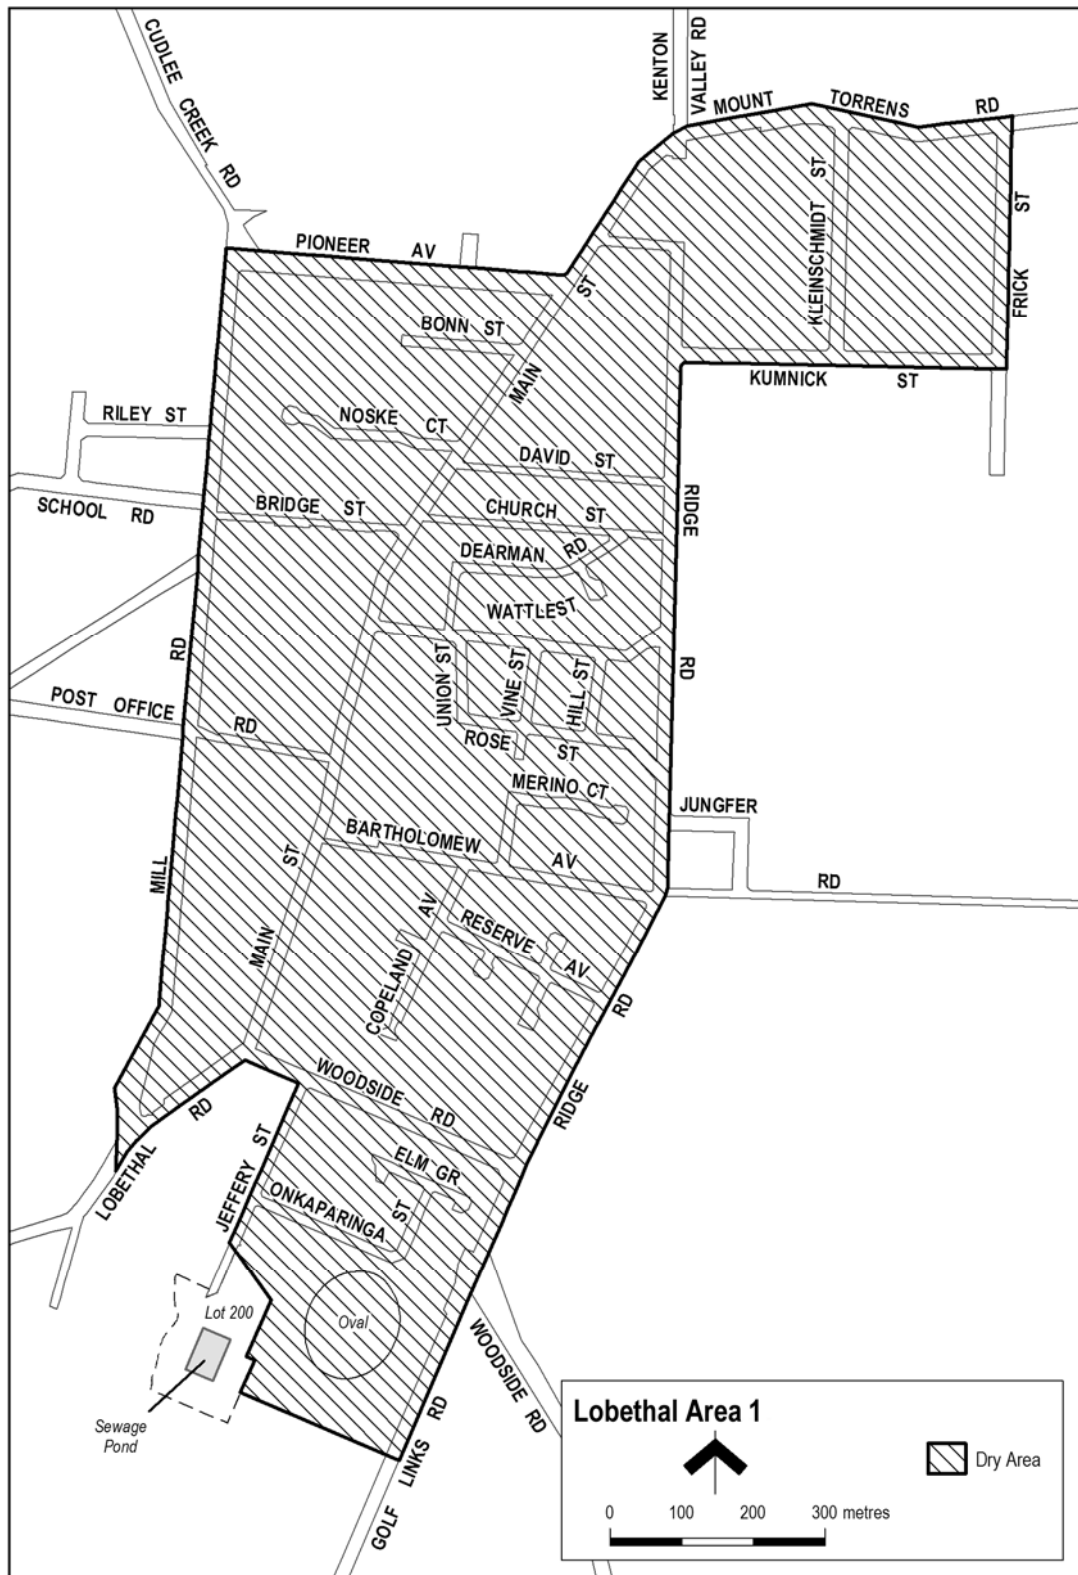 CUDLEE CREEK RD
KENTON
VALLEY RD
MOUNT TORRENS RD
PIONEER AV
KLEINSCHMIDT ST
FRICK ST
BONN ST
MAIN ST
KUMNICK ST
NOSKE CT
RILEY ST
DAVID ST
SCHOOL RD
BRIDGE ST
CHURCH ST
RIDGE RD
DEARMAN RD
WATTLE ST
UNION ST
VINE ST
HILL ST
POST OFFICE RD
ROSE ST
MERINO CT
JUNGFER RD
BARTHOLOMEW AV
MILL RD
MAIN ST
COPELAND AV
RESERVE AV
RIDGE RD
WOODSIDE RD
LOBETHAL RD
JEFFERY ST
ELM GR
ONKAPARINGA ST
Lot 200
Oval
WOODSIDE RD
Sewage
Pond
GOLF LINKS RD
Lobethal Area 1
Dry Area
0 100 200 300 metres